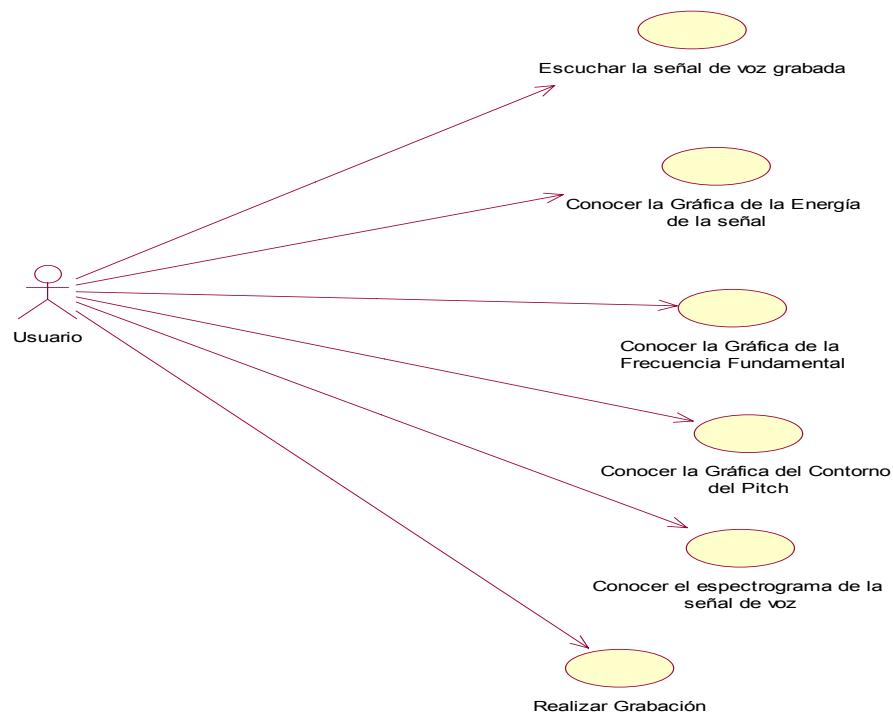 Escuchar la señal de voz grabada
Conocer la Gráfica de la Energía
de la señal
Usuario
Conocer la Gráfica de la
Frecuencia Fundamental
Conocer la Gráfica del Contorno
del Pitch
Conocer el espectrograma de la
señal de voz
Realizar Grabación